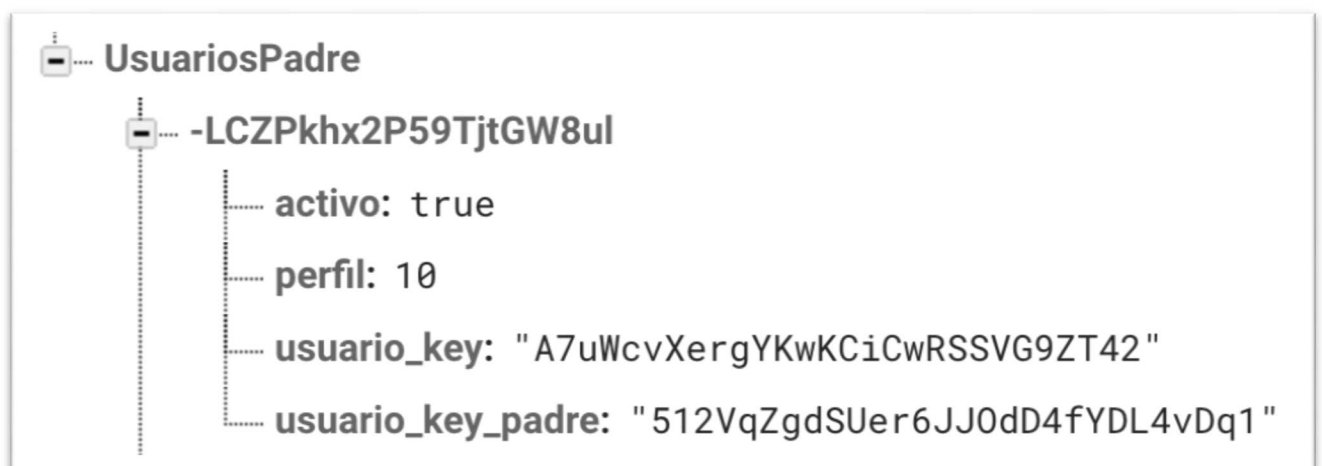 UsuariosPadre
-LCZPkhx2P59TjtGW8ul
activo: true
perfil: 10
usuario_key: "A7uWcvXergYKwKCiCwRSSVG9ZT42"
usuario_key_padre: "512VqZgdSUer6JJOdD4fYDL4vDq1"